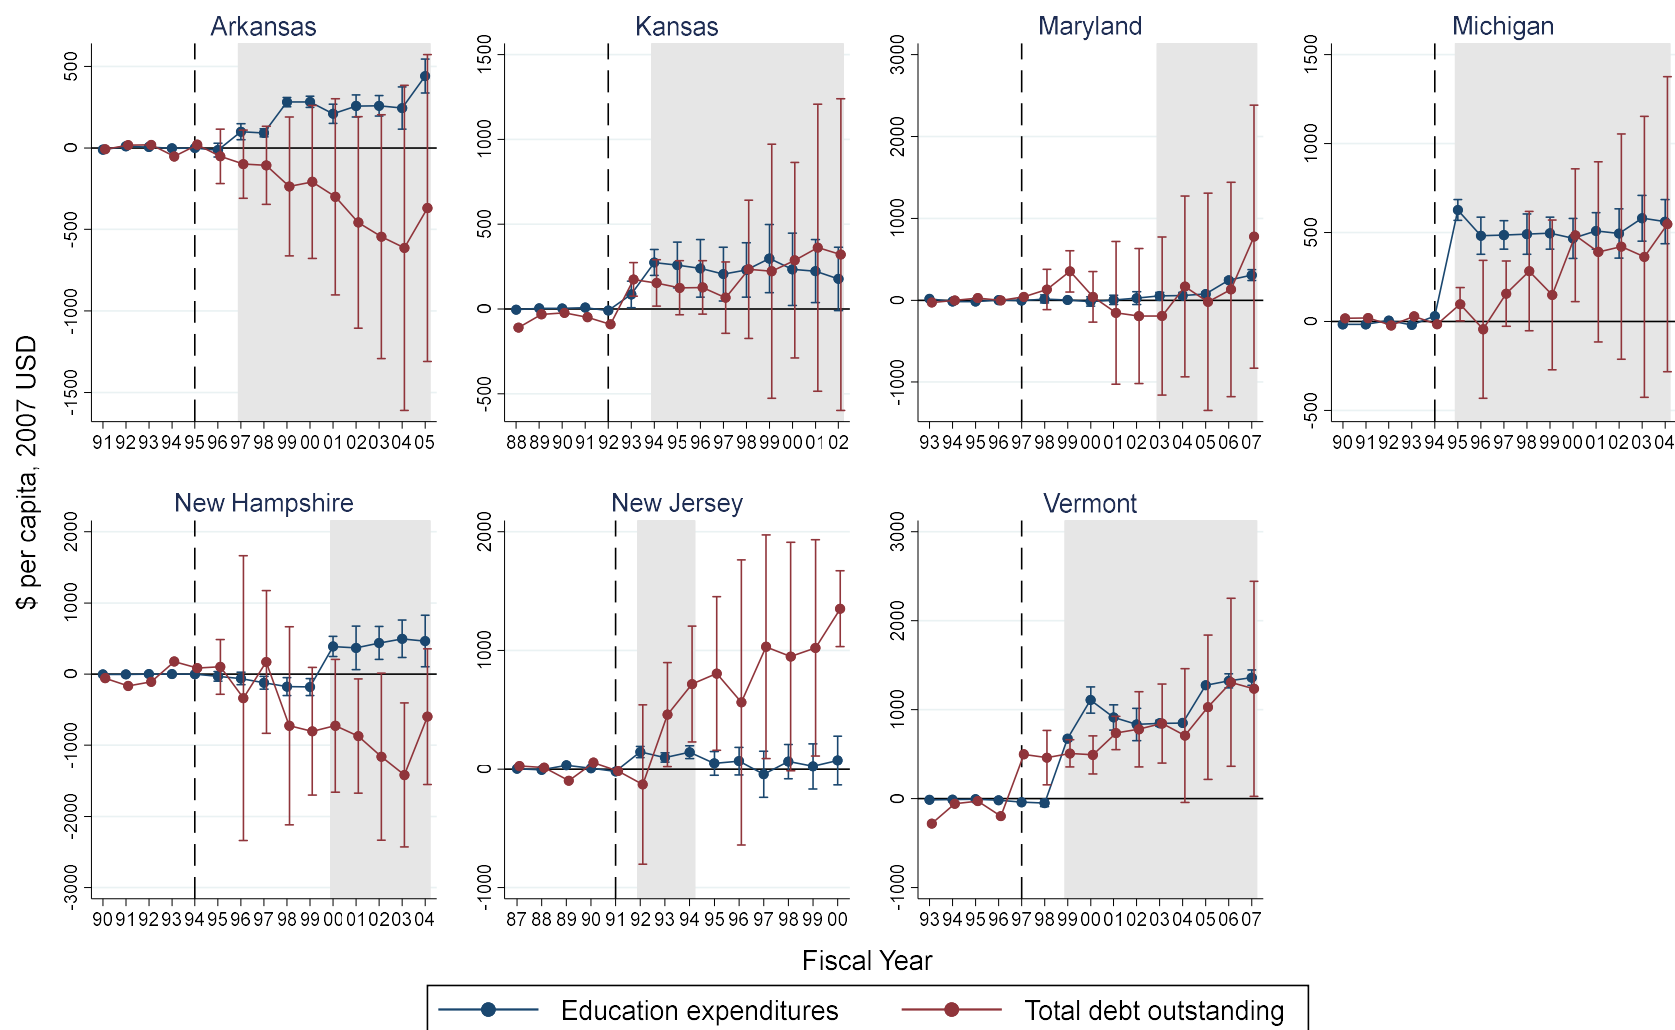 Arkansas Kansas Maryland Michigan
500
0
-500
-1000
-1500
91 92 93 94 95 96 97 98 99 00 01 02 03 04 05
1500
1000
500
0
-500
88 89 90 91 92 93 94 95 96 97 98 99 00 01 02
3000
2000
1000
0
-1000
93 94 95 96 97 98 99 00 01 02 03 04 05 06 07
1500
1000
500
0
-500
90 91 92 93 94 95 96 97 98 99 00 01 02 03 04
$ per capita, 2007 USD
New Hampshire New Jersey Vermont
2000
1000
0
-1000
-2000
-3000
90 91 92 93 94 95 96 97 98 99 00 01 02 03 04
2000
1000
0
-1000
87 88 89 90 91 92 93 94 95 96 97 98 99 00
3000
2000
1000
0
-1000
93 94 95 96 97 98 99 00 01 02 03 04 05 06 07
Fiscal Year
Education expenditures Total debt outstanding